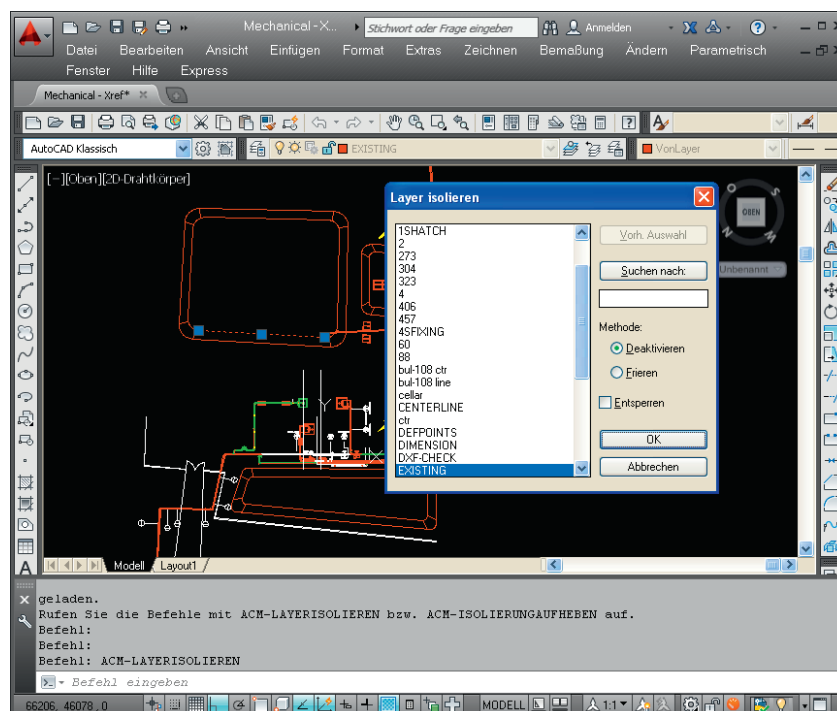 Mechanical - X...
Stichwort oder Frage eingeben
Anmelden
Datei Bearbeiten Ansicht Einfügen Format Extras Zeichnen Bemaßung Ändern Parametrisch
Fenster Hilfe Express
Mechanical - Xref*
AutoCAD Klassisch
EXISTING
VonLayer
[–][Oben][2D-Drahtkörper]
O
S
OBEN
N
M
Unbenannt
Layer isolieren
1SHATCH
2
273
304
323
4
406
457
4SFIXING
60
88
bul-108 ctr
bul-108 line
cellar
CENTERLINE
ctr
DEFPOINTS
DIMENSION
DXF-CHECK
EXISTING
Vorh. Auswahl
Suchen nach:
Methode:
Deaktivieren
Frieren
Entsperren
OK
Abbrechen
Modell Layout1
geladen.
Rufen Sie die Befehle mit ACM-LAYERISOLIEREN bzw. ACM-ISOLIERUNGAUFHEBEN auf.
Befehl:
Befehl:
Befehl: ACM-LAYERISOLIEREN
Befehl eingeben
66206, 46078 ,0 MODELL 1:1